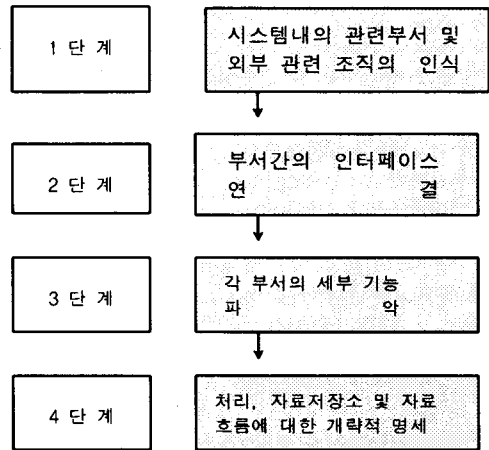 1 단 계
시스템내의 관련부서 및
외부 관련 조직의 인식
2 단 계
부서간의 인터페이스
연 결
3 단 계
각 부서의 세부 기능
파 악
4 단 계
처리, 자료저장소 및 자료
흐름에 대한 개략적 명세